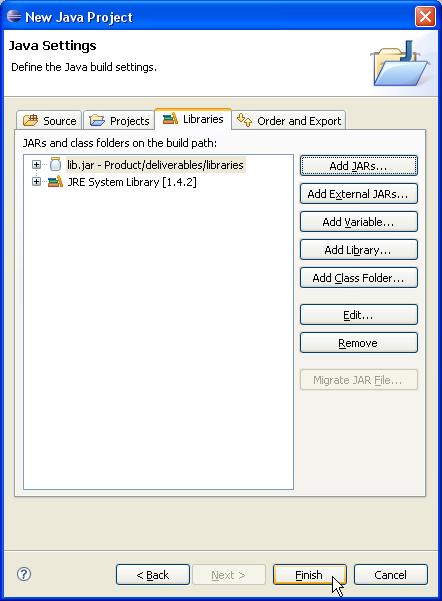 New Java Project
Java Settings
Define the Java build settings.
Source Projects Libraries Order and Export
JARs and class folders on the build path:
lib.jar - Product/deliverables/libraries
JRE System Library [1.4.2]
Add JARs...
Add External JARs...
Add Variable...
Add Library...
Add Class Folder...
Edit...
Remove
Migrate JAR File...
? < Back Next > Finish Cancel